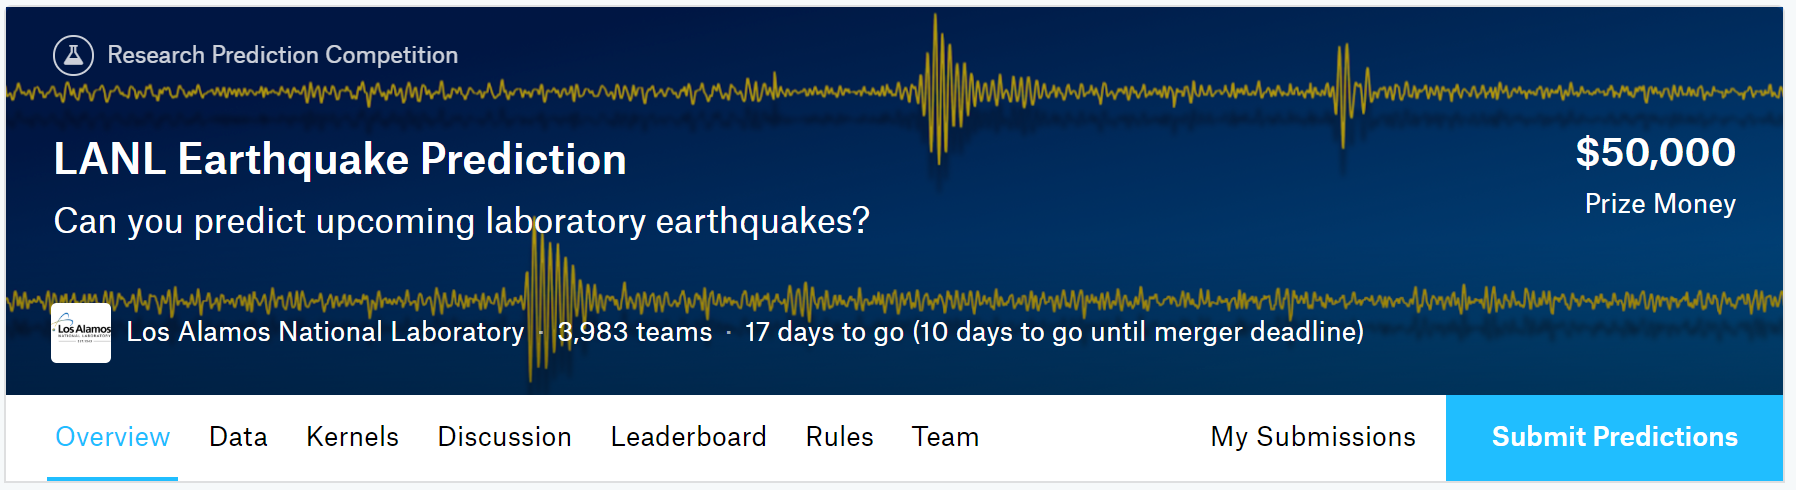 Research Prediction Competition
LANL Earthquake Prediction
$50,000
Can you predict upcoming laboratory earthquakes?
Prize Money
Los Alamos
NATIONAL LABORATORY
Los Alamos National Laboratory · 3,983 teams · 17 days to go (10 days to go until merger deadline)
Overview Data Kernels Discussion Leaderboard Rules Team My Submissions Submit Predictions